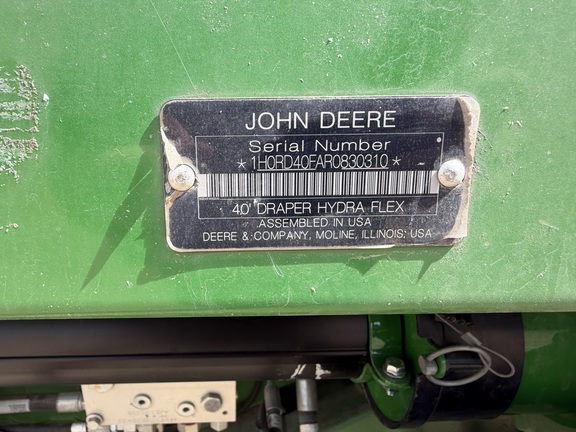 JOHN DEERE
Serial Number
*1H0RD40FAR0830310*
40' DRAPER HYDRA FLEX
ASSEMBLED IN USA
DEERE & COMPANY, MOLINE, ILLINOIS, USA